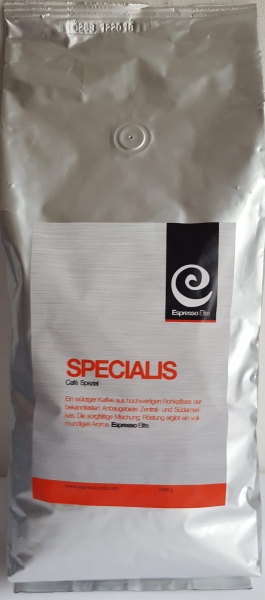 Espresso Elite
SPECIALIS
Café Spezial
Ein würziger Kaffee aus hochwertigen Rohkaffees der
bekanntesten Anbaugebiete Zentral- und Südameri-
kas. Die sorgfältige Mischung, Röstung ergibt ein voll-
mundiges Aroma. Espresso Elite.
1000 g